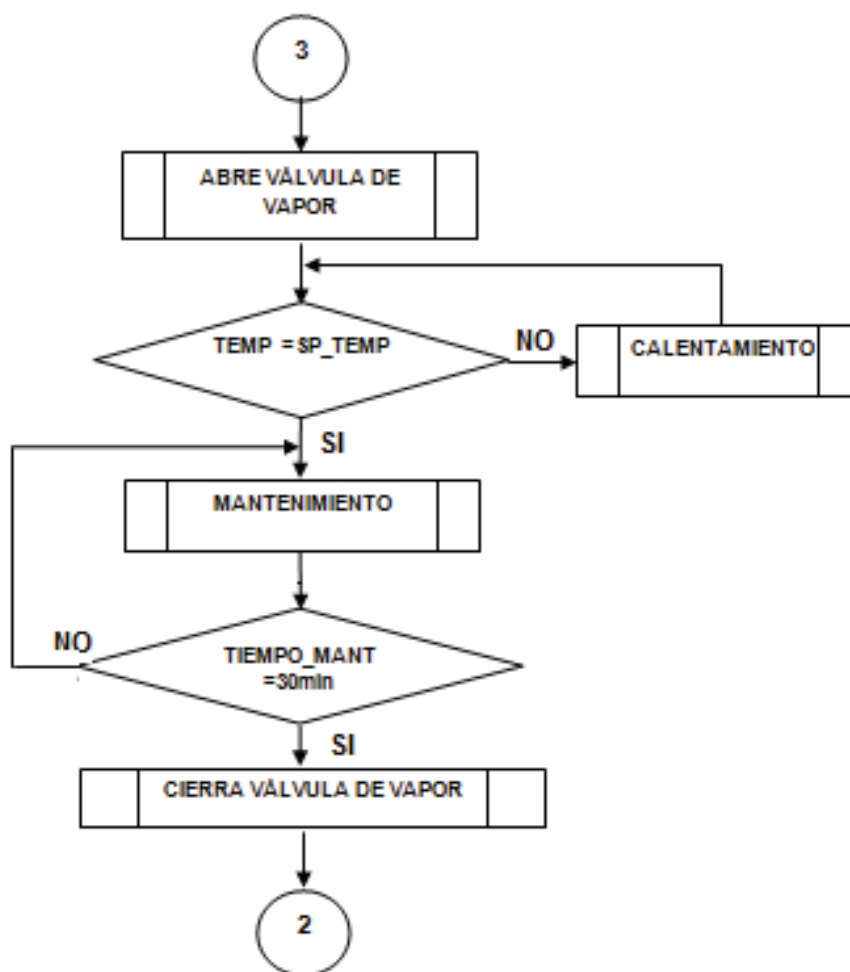 3
ABRE VÁLVULA DE
VAPOR
TEMP = SP_TEMP
NO
CALENTAMIENTO
SI
MANTENIMIENTO
NO
TIEMPO_MANT
=30min
SI
CIERRA VÁLVULA DE VAPOR
2